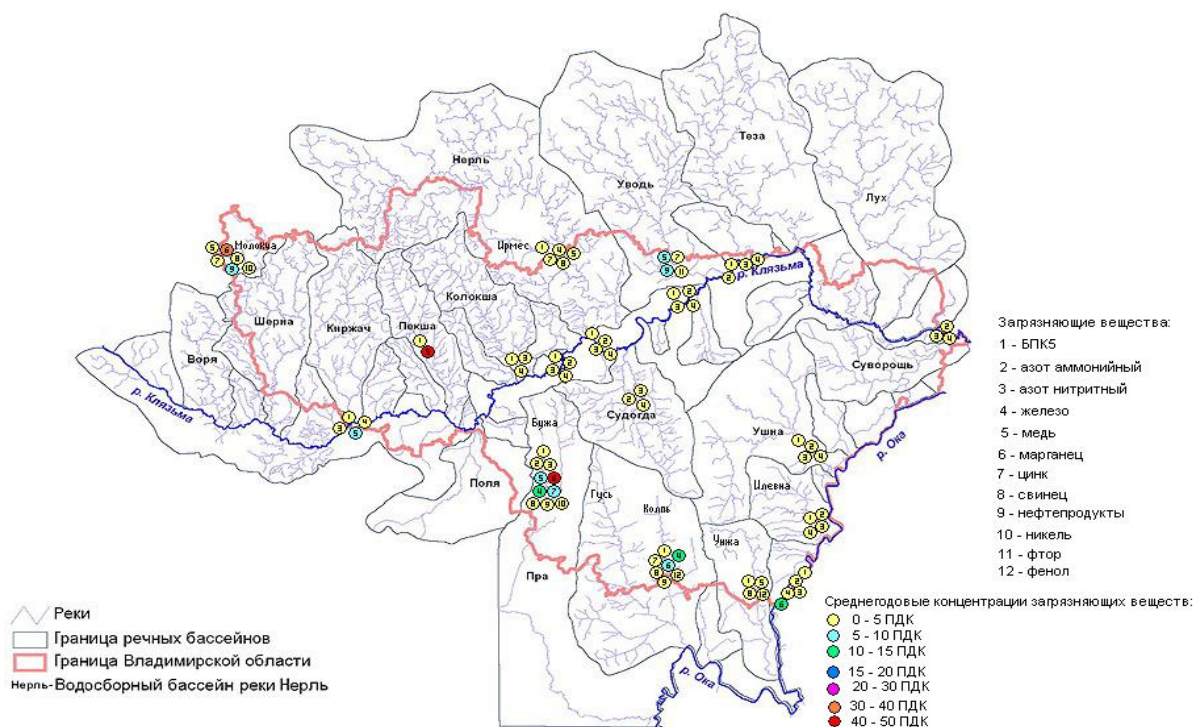 Теза
Нерль
Уводь
Лух
Молокча
Ирмес
р. Клязьма
Колокша
Шерна
Киржач
Пекша
Воря
Суворощь
р. Клязьма
Судогда
Бужа
Ушна
р. Ока
Поля
Гусь
Илевна
Колпь
Унжа
Пра
р. Ока
Загрязняющие вещества:
1 - БПК5
2 - азот аммонийный
3 - азот нитритный
4 - железо
5 - медь
6 - марганец
7 - цинк
8 - свинец
9 - нефтепродукты
10 - никель
11 - фтор
12 - фенол
Реки
Граница речных бассейнов
Граница Владимирской области
Нерль-Водосборный бассейн реки Нерль
Среднегодовые концентрации загрязняющих веществ:
0 - 5 ПДК
5 - 10 ПДК
10 - 15 ПДК
15 - 20 ПДК
20 - 30 ПДК
30 - 40 ПДК
40 - 50 ПДК